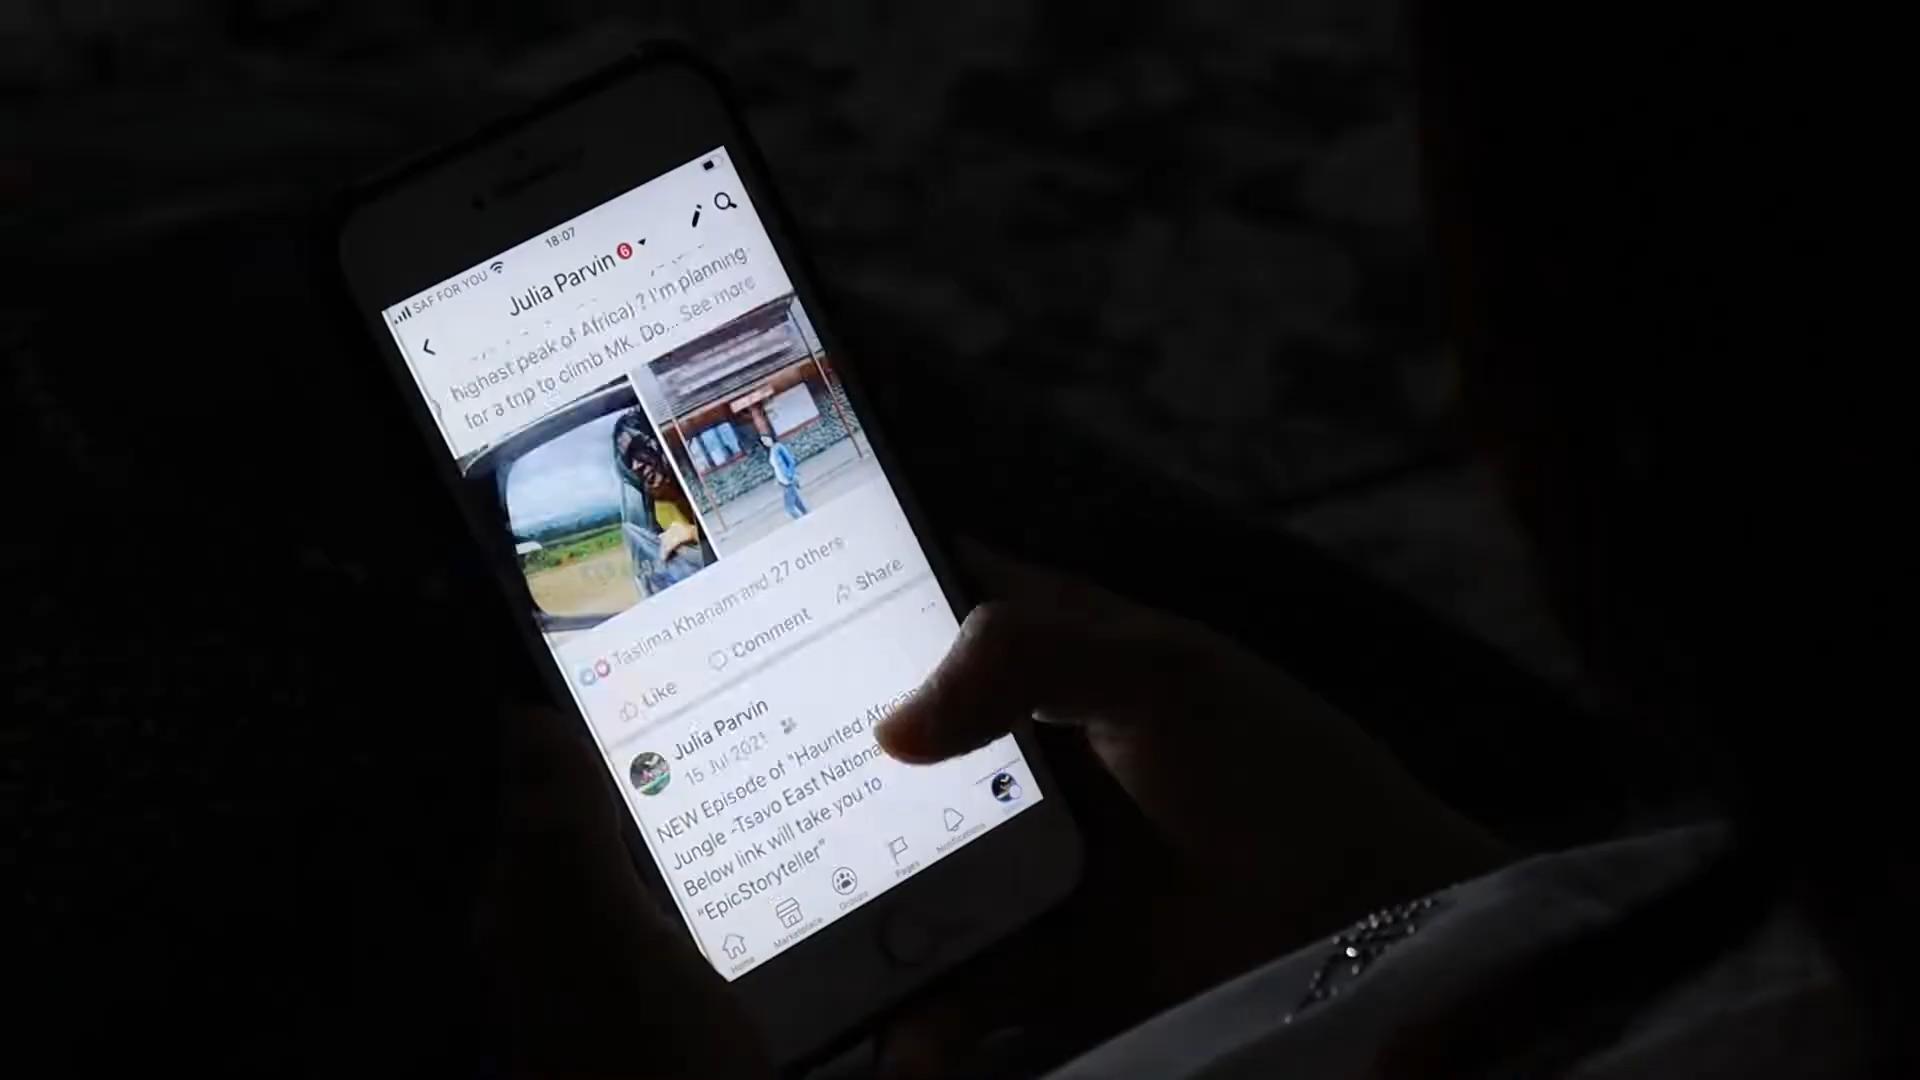 SAF FOR YOU
18:07
Julia Parvin 6
highest peak of Africa) ? I'm planning
for a trip to climb MK. Do... See more
Taslima Khanam and 27 others
Like Comment Share
Julia Parvin
15 Jul 2021
NEW Episode of "Haunted African
Jungle -Tsavo East Nationa
Below link will take you to
"EpicStoryteller"
Home Marketplace Groups Pages Notifications